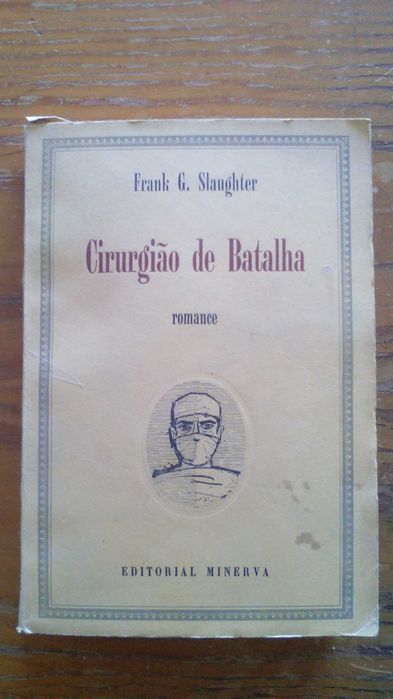 Frank G. Slaughter
Cirurgião de Batalha
romance
EDITORIAL MINERVA